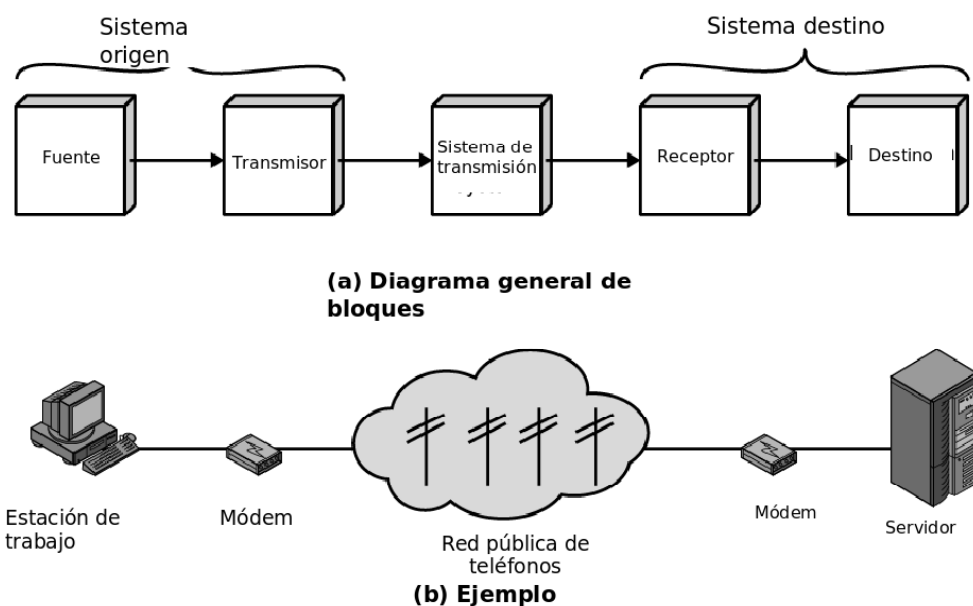 Sistema
origen
Sistema destino
Fuente
Transmisor
Sistema de
transmisión
Receptor
Destino
(a) Diagrama general de
bloques
Estación de
trabajo
Módem
Red pública de
teléfonos
Módem
Servidor
(b) Ejemplo